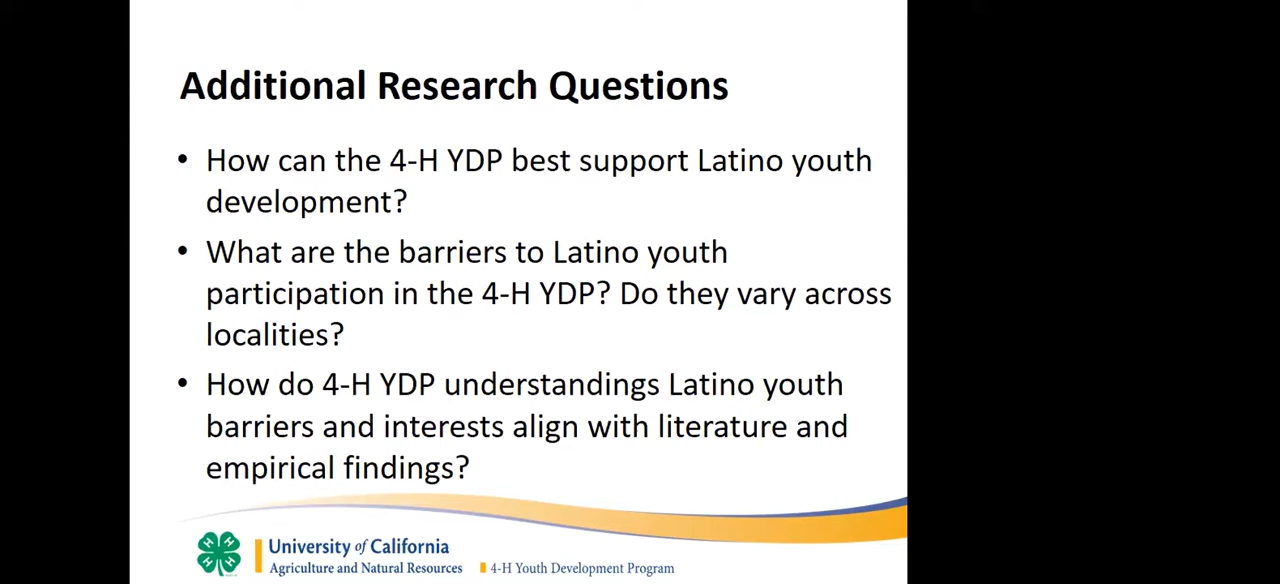 Additional Research Questions
• How can the 4-H YDP best support Latino youth
development?
• What are the barriers to Latino youth
participation in the 4-H YDP? Do they vary across
localities?
• How do 4-H YDP understandings Latino youth
barriers and interests align with literature and
empirical findings?
H H H H
University of California
Agriculture and Natural Resources
4-H Youth Development Program